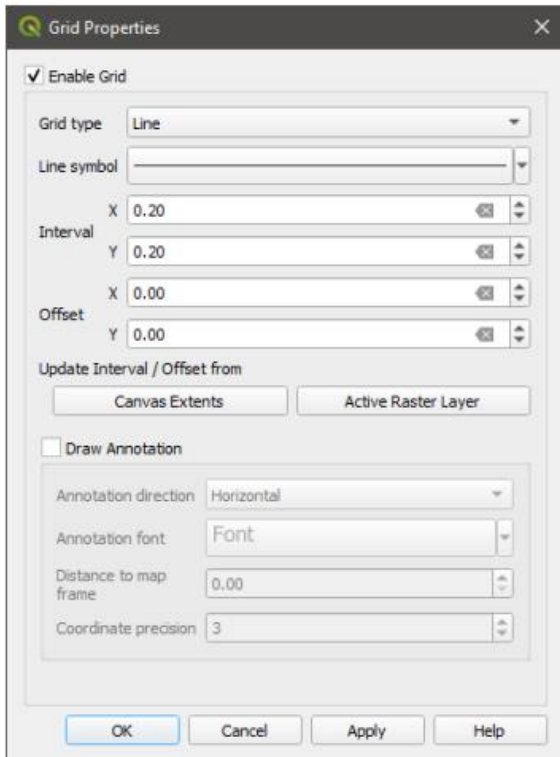 Grid Properties
Enable Grid
Grid type Line
Line symbol
Interval
X 0.20
Y 0.20
Offset
X 0.00
Y 0.00
Update Interval / Offset from
Canvas Extents Active Raster Layer
Draw Annotation
Annotation direction Horizontal
Annotation font Font
Distance to map
frame
0.00
Coordinate precision 3
OK Cancel Apply Help